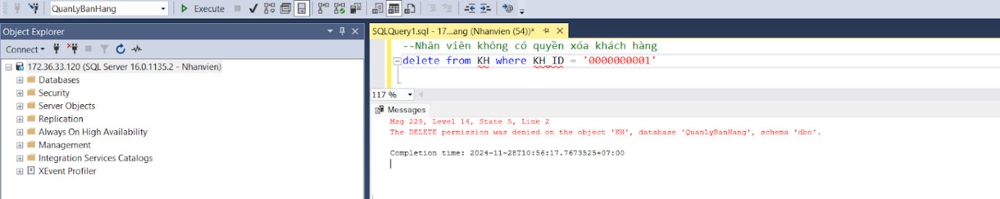 QuanLyBanHang
Execute
Object Explorer
Connect
172.36.33.120 (SQL Server 16.0.1135.2 - Nhanvien)
Databases
Security
Server Objects
Replication
Always On High Availability
Management
Integration Services Catalogs
XEvent Profiler
SQLQuery1.sql - 17...ang (Nhanvien (54))*
--Nhân viên không có quyền xóa khách hàng
delete from KH where KH_ID = '0000000001'
117 %
Messages
Msg 229, Level 14, State 5, Line 2
The DELETE permission was denied on the object 'KH', database 'QuanLyBanHang', schema 'dbo'.
Completion time: 2024-11-28T10:56:17.7673525+07:00